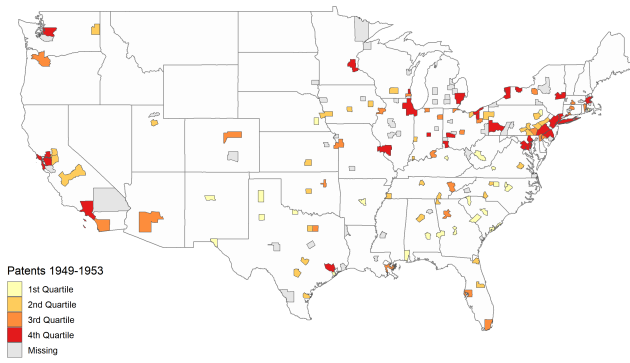 Patents 1949-1953
1st Quartile
2nd Quartile
3rd Quartile
4th Quartile
Missing